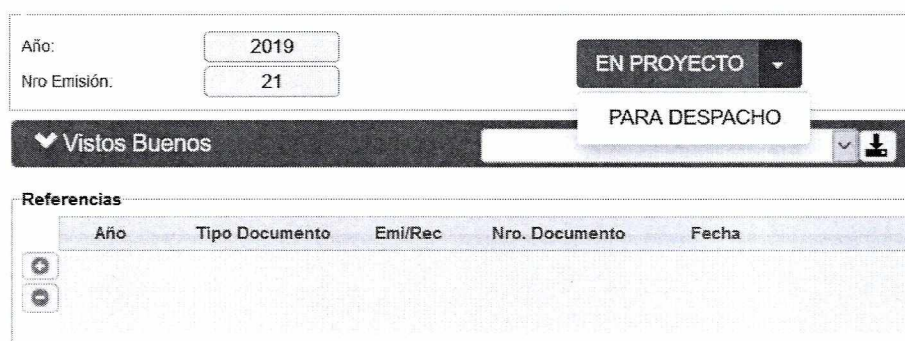 Año:
2019
EN PROYECTO
Nro Emisión:
21
PARA DESPACHO
Vistos Buenos
Referencias
Año Tipo Documento Emi/Rec Nro. Documento Fecha